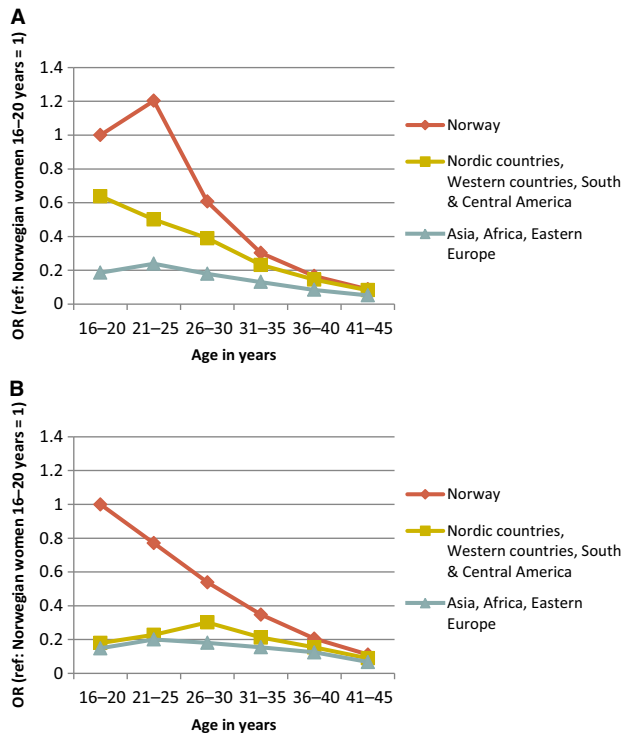 A
OR (ref: Norwegian women 16–20 years = 1)
1.4
1.2
1
0.8
0.6
0.4
0.2
0
16–20 21–25 26–30 31–35 36–40 41–45
Age in years
Norway
Nordic countries,
Western countries, South
& Central America
Asia, Africa, Eastern
Europe
B
OR (ref: Norwegian women 16–20 years = 1)
1.4
1.2
1
0.8
0.6
0.4
0.2
0
16–20 21–25 26–30 31–35 36–40 41–45
Age in years
Norway
Nordic countries,
Western countries, South
& Central America
Asia, Africa, Eastern
Europe